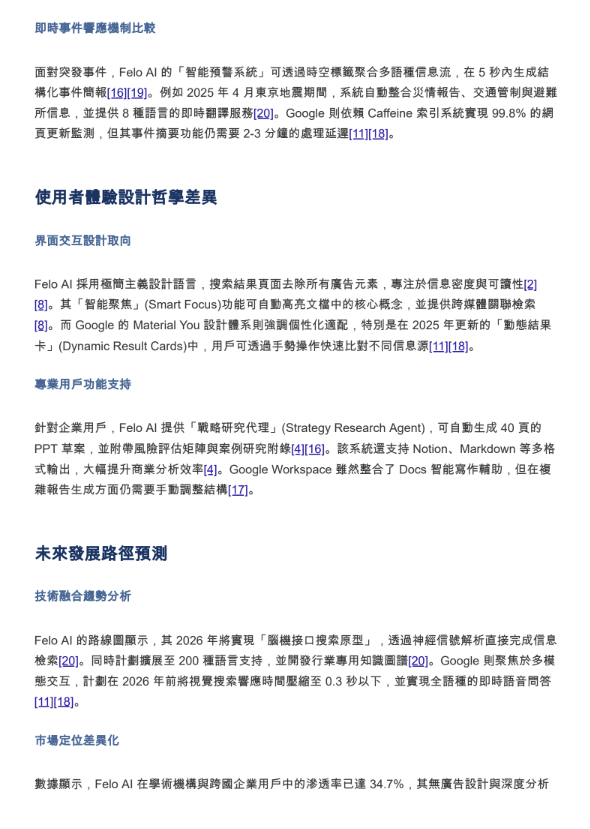 即時事件響應機制比較
面對突發事件，Felo AI 的「智能預警系統」可透過時空標籤聚合多語種信息流，在 5 秒內生成結
構化事件簡報[16][19]。例如 2025 年 4 月東京地震期間，系統自動整合災情報告、交通管制與避難
所信息，並提供 8 種語言的即時翻譯服務[20]。Google 則依賴 Caffeine 索引系統實現 99.8% 的網
頁更新監測，但其事件摘要功能仍需要 2-3 分鐘的處理延遲[11][18]。
使用者體驗設計哲學差異
界面交互設計取向
Felo AI 採用極簡主義設計語言，搜索結果頁面去除所有廣告元素，專注於信息密度與可讀性[2]
[8]。其「智能聚焦」(Smart Focus)功能可自動高亮文檔中的核心概念，並提供跨媒體關聯檢索
[8]。而 Google 的 Material You 設計體系則強調個性化適配，特別是在 2025 年更新的「動態結果
卡」(Dynamic Result Cards)中，用戶可透過手勢操作快速比對不同信息源[11][18]。
專業用戶功能支持
針對企業用戶，Felo AI 提供「戰略研究代理」(Strategy Research Agent)，可自動生成 40 頁的
PPT 草案，並附帶風險評估矩陣與案例研究附錄[4][16]。該系統還支持 Notion、Markdown 等多格
式輸出，大幅提升商業分析效率[4]。Google Workspace 雖然整合了 Docs 智能寫作輔助，但在複
雜報告生成方面仍需要手動調整結構[17]。
未來發展路徑預測
技術融合趨勢分析
Felo AI 的路線圖顯示，其 2026 年將實現「腦機接口搜索原型」，透過神經信號解析直接完成信息
檢索[20]。同時計劃擴展至 200 種語言支持，並開發行業專用知識圖譜[20]。Google 則聚焦於多模
態交互，計劃在 2026 年前將視覺搜索響應時間壓縮至 0.3 秒以下，並實現全語種的即時語音問答
[11][18]。
市場定位差異化
數據顯示，Felo AI 在學術機構與跨國企業用戶中的滲透率已達 34.7%，其無廣告設計與深度分析